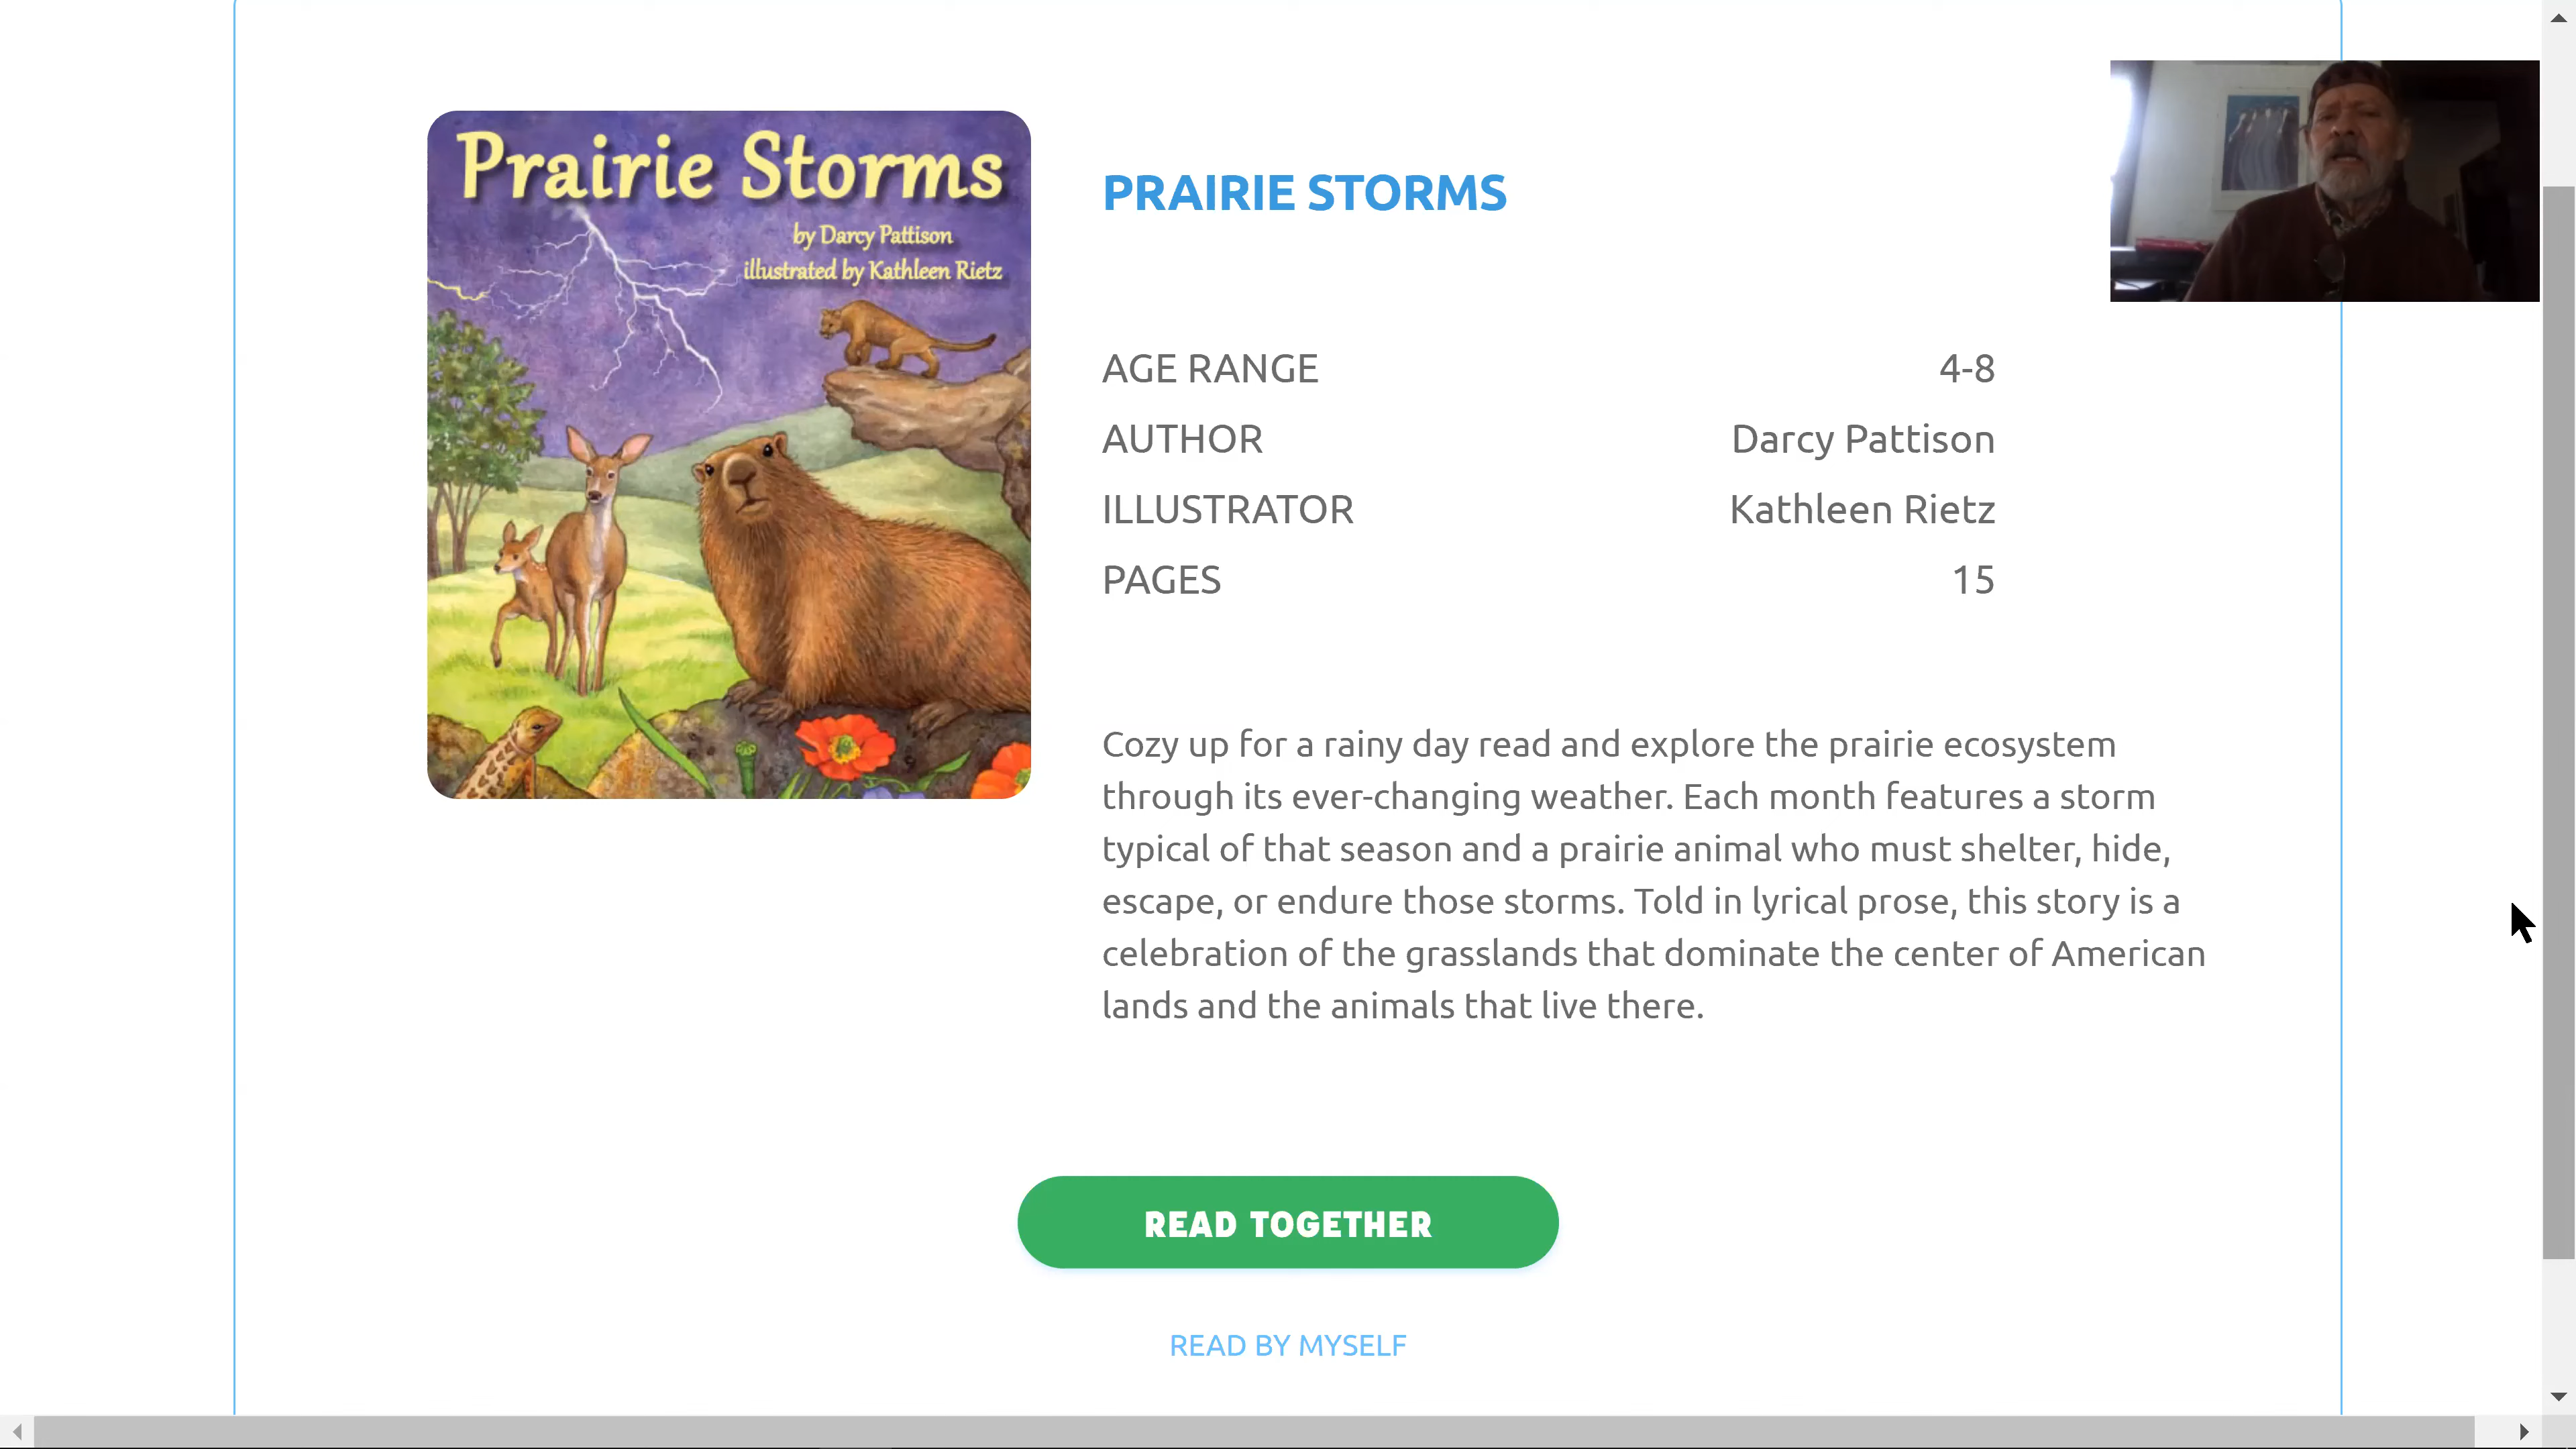 Prairie Storms
by Darcy Pattison
illustrated by Kathleen Rietz
PRAIRIE STORMS
AGE RANGE 4-8
AUTHOR Darcy Pattison
ILLUSTRATOR Kathleen Rietz
PAGES 15
Cozy up for a rainy day read and explore the prairie ecosystem
through its ever-changing weather. Each month features a storm
typical of that season and a prairie animal who must shelter, hide,
escape, or endure those storms. Told in lyrical prose, this story is a
celebration of the grasslands that dominate the center of American
lands and the animals that live there.
READ TOGETHER
READ BY MYSELF